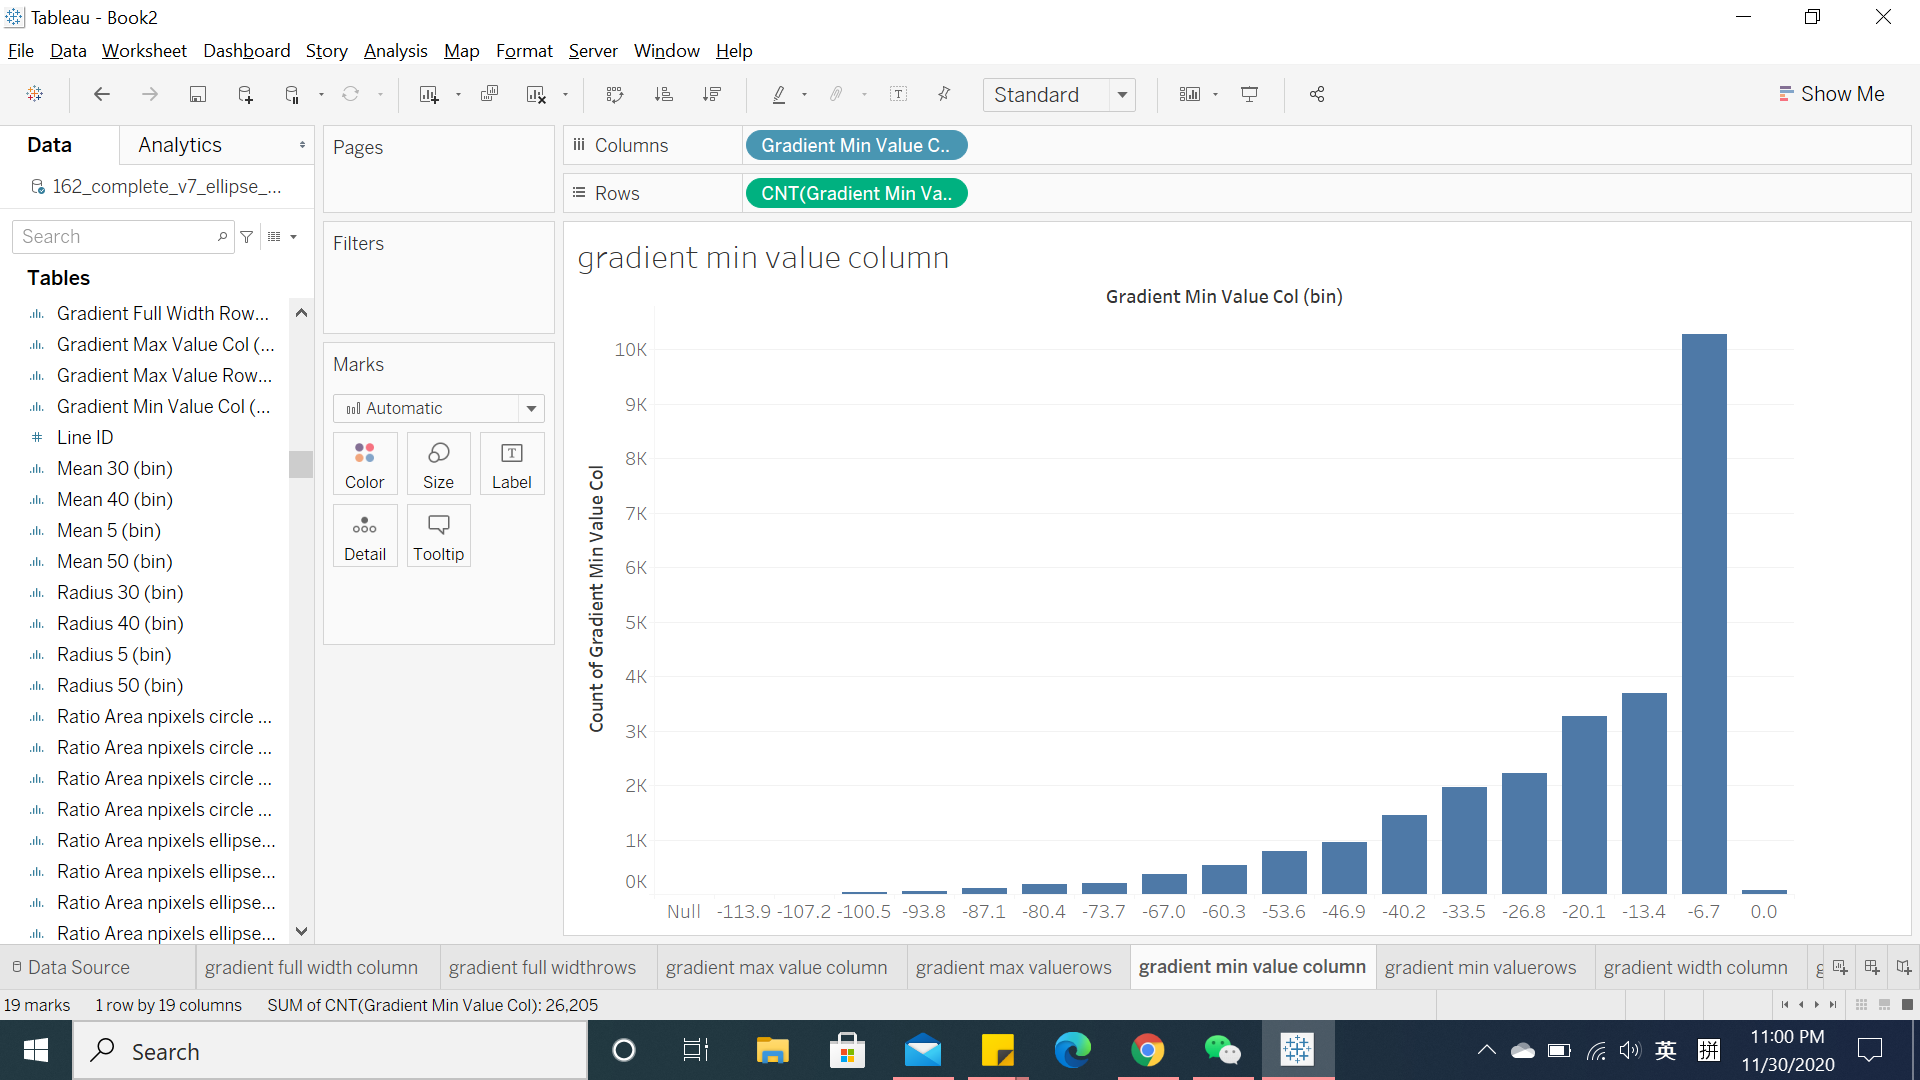 Tableau - Book2
File Data Worksheet Dashboard Story Analysis Map Format Server Window Help
Standard
Show Me
Data Analytics
162_complete_v7_ellipse_...
Search
Tables
Gradient Full Width Row...
Gradient Max Value Col (...
Gradient Max Value Row...
Gradient Min Value Col (...
Line ID
Mean 30 (bin)
Mean 40 (bin)
Mean 5 (bin)
Mean 50 (bin)
Radius 30 (bin)
Radius 40 (bin)
Radius 5 (bin)
Radius 50 (bin)
Ratio Area npixels circle ...
Ratio Area npixels circle ...
Ratio Area npixels circle ...
Ratio Area npixels circle ...
Ratio Area npixels ellipse...
Ratio Area npixels ellipse...
Ratio Area npixels ellipse...
Ratio Area npixels ellipse...
Pages
Filters
Marks
Automatic
Color Size Label
Detail Tooltip
Columns Gradient Min Value C..
Rows CNT(Gradient Min Va..
gradient min value column
Gradient Min Value Col (bin)
Count of Gradient Min Value Col
10K
9K
8K
7K
6K
5K
4K
3K
2K
1K
0K
Null -113.9 -107.2 -100.5 -93.8 -87.1 -80.4 -73.7 -67.0 -60.3 -53.6 -46.9 -40.2 -33.5 -26.8 -20.1 -13.4 -6.7 0.0
Data Source gradient full width column gradient full widthrows gradient max value column gradient max valuerows gradient min value column gradient min valuerows gradient width column g
19 marks 1 row by 19 columns SUM of CNT(Gradient Min Value Col): 26,205
Search
英 拼
11:00 PM
11/30/2020